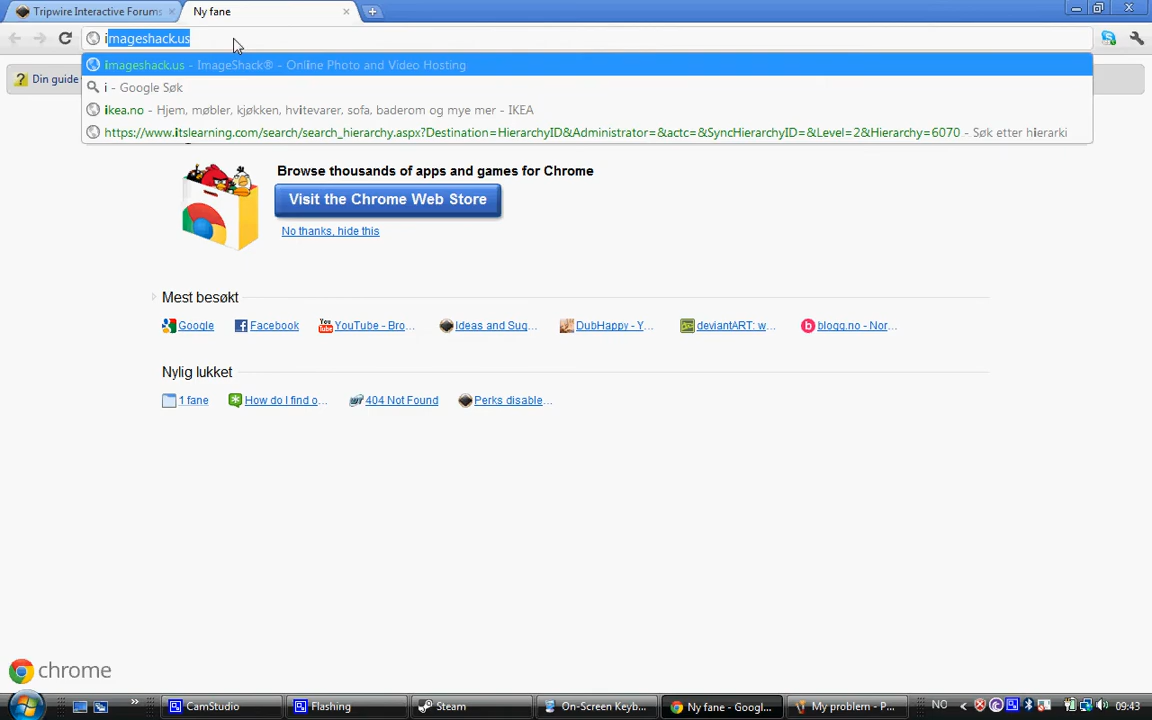 Tripwire Interactive Forums
Ny fane
imageshack.us
imageshack.us - ImageShack® - Online Photo and Video Hosting
i - Google Søk
ikea.no - Hjem, møbler, kjøkken, hvitevarer, sofa, baderom og mye mer - IKEA
https://www.itslearning.com/search/search_hierarchy.aspx?Destination=HierarchyID&Administrator=&actc=&SyncHierarchyID=&Level=2&Hierarchy=6070 - Søk etter hierarki
Din guide
Browse thousands of apps and games for Chrome
Visit the Chrome Web Store
No thanks, hide this
Mest besøkt
Google
Facebook
YouTube - Bro...
Ideas and Sug...
DubHappy - Y...
deviantART: w...
blogg.no - Nor...
Nylig lukket
1 fane
How do I find o...
404 Not Found
Perks disable...
chrome
CamStudio
Flashing
Steam
On-Screen Keyb...
Ny fane - Googl...
My problem - P...
NO
09:43